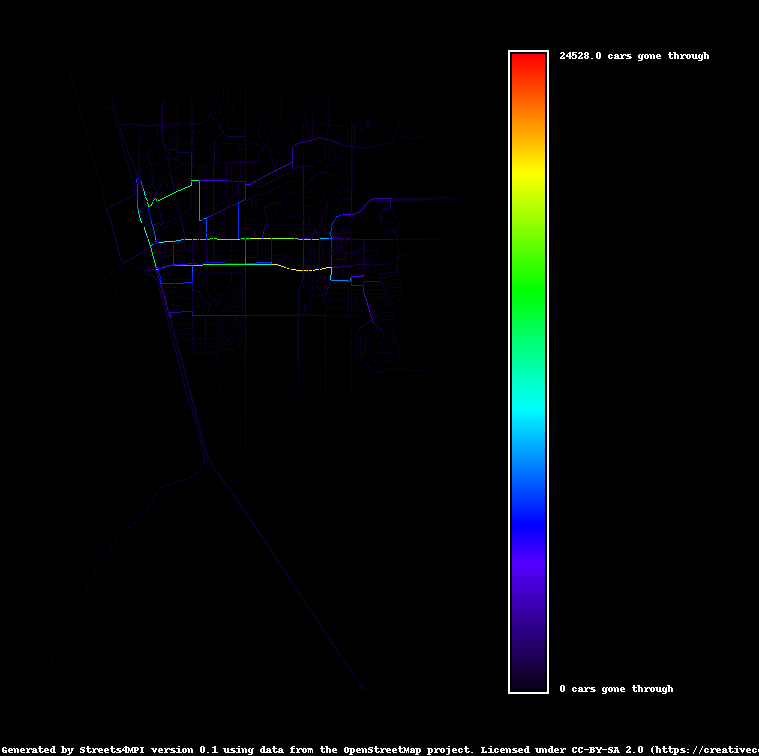 24528.0 cars gone through
0 cars gone through
Generated by Streets4MPI version 0.1 using data from the OpenStreetMap project. Licensed under CC-BY-SA 2.0 (https://creativec